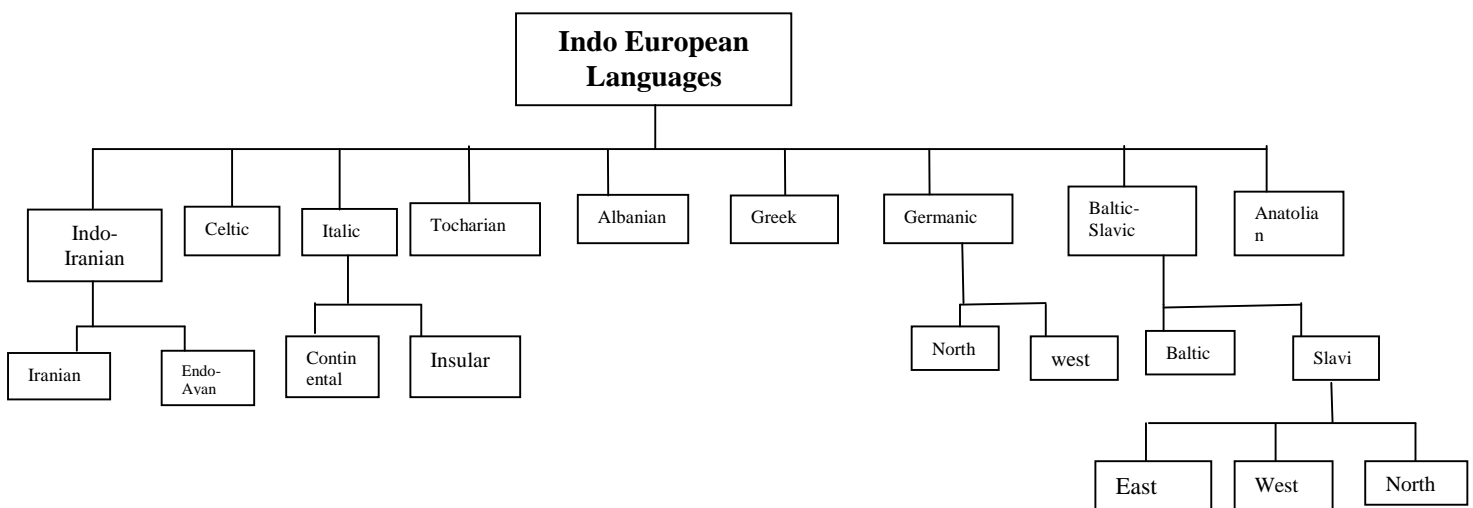 Indo European
Languages
Indo-
Iranian
Celtic
Italic
Tocharian
Albanian
Greek
Germanic
Baltic-
Slavic
Anatolia
n
Iranian
Endo-
Ayan
Contin
ental
Insular
North
west
Baltic
Slavi
East
West
North